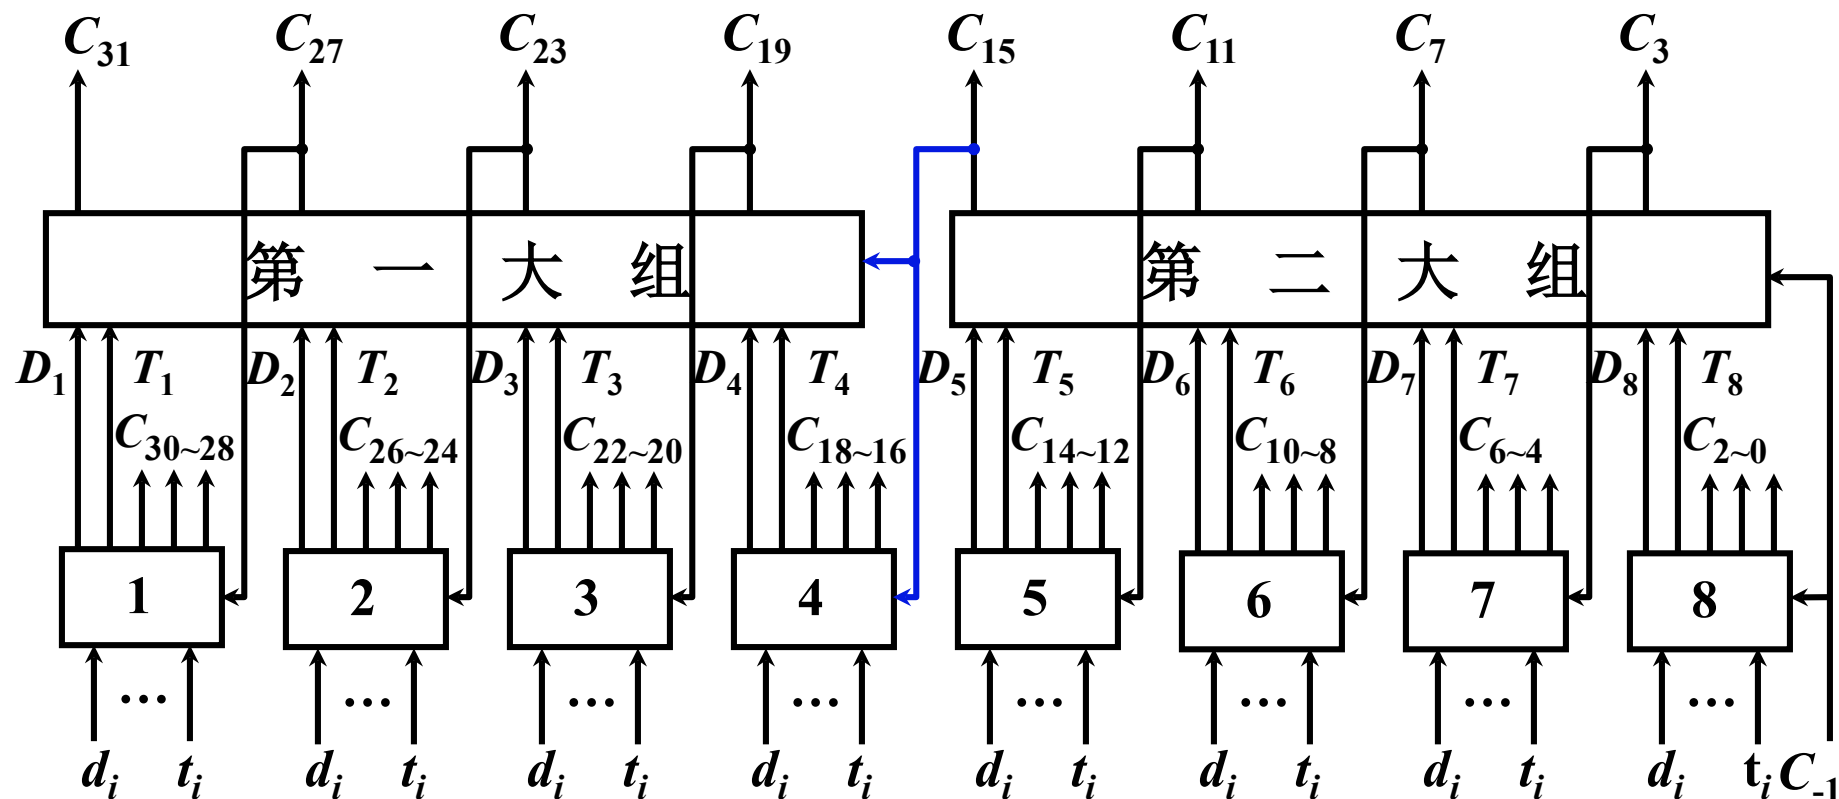 C31 C27 C23 C19 C15 C11 C7 C3
第一大组 第二大组
D1 T1 D2 T2 D3 T3 D4 T4 D5 T5 D6 T6 D7 T7 D8 T8
C30~28 C26~24 C22~20 C18~16 C14~12 C10~8 C6~4 C2~0
1 2 3 4 5 6 7 8
... ... ... ... ... ... ... ...
di ti di ti di ti di ti di ti di ti di ti di ti C-1